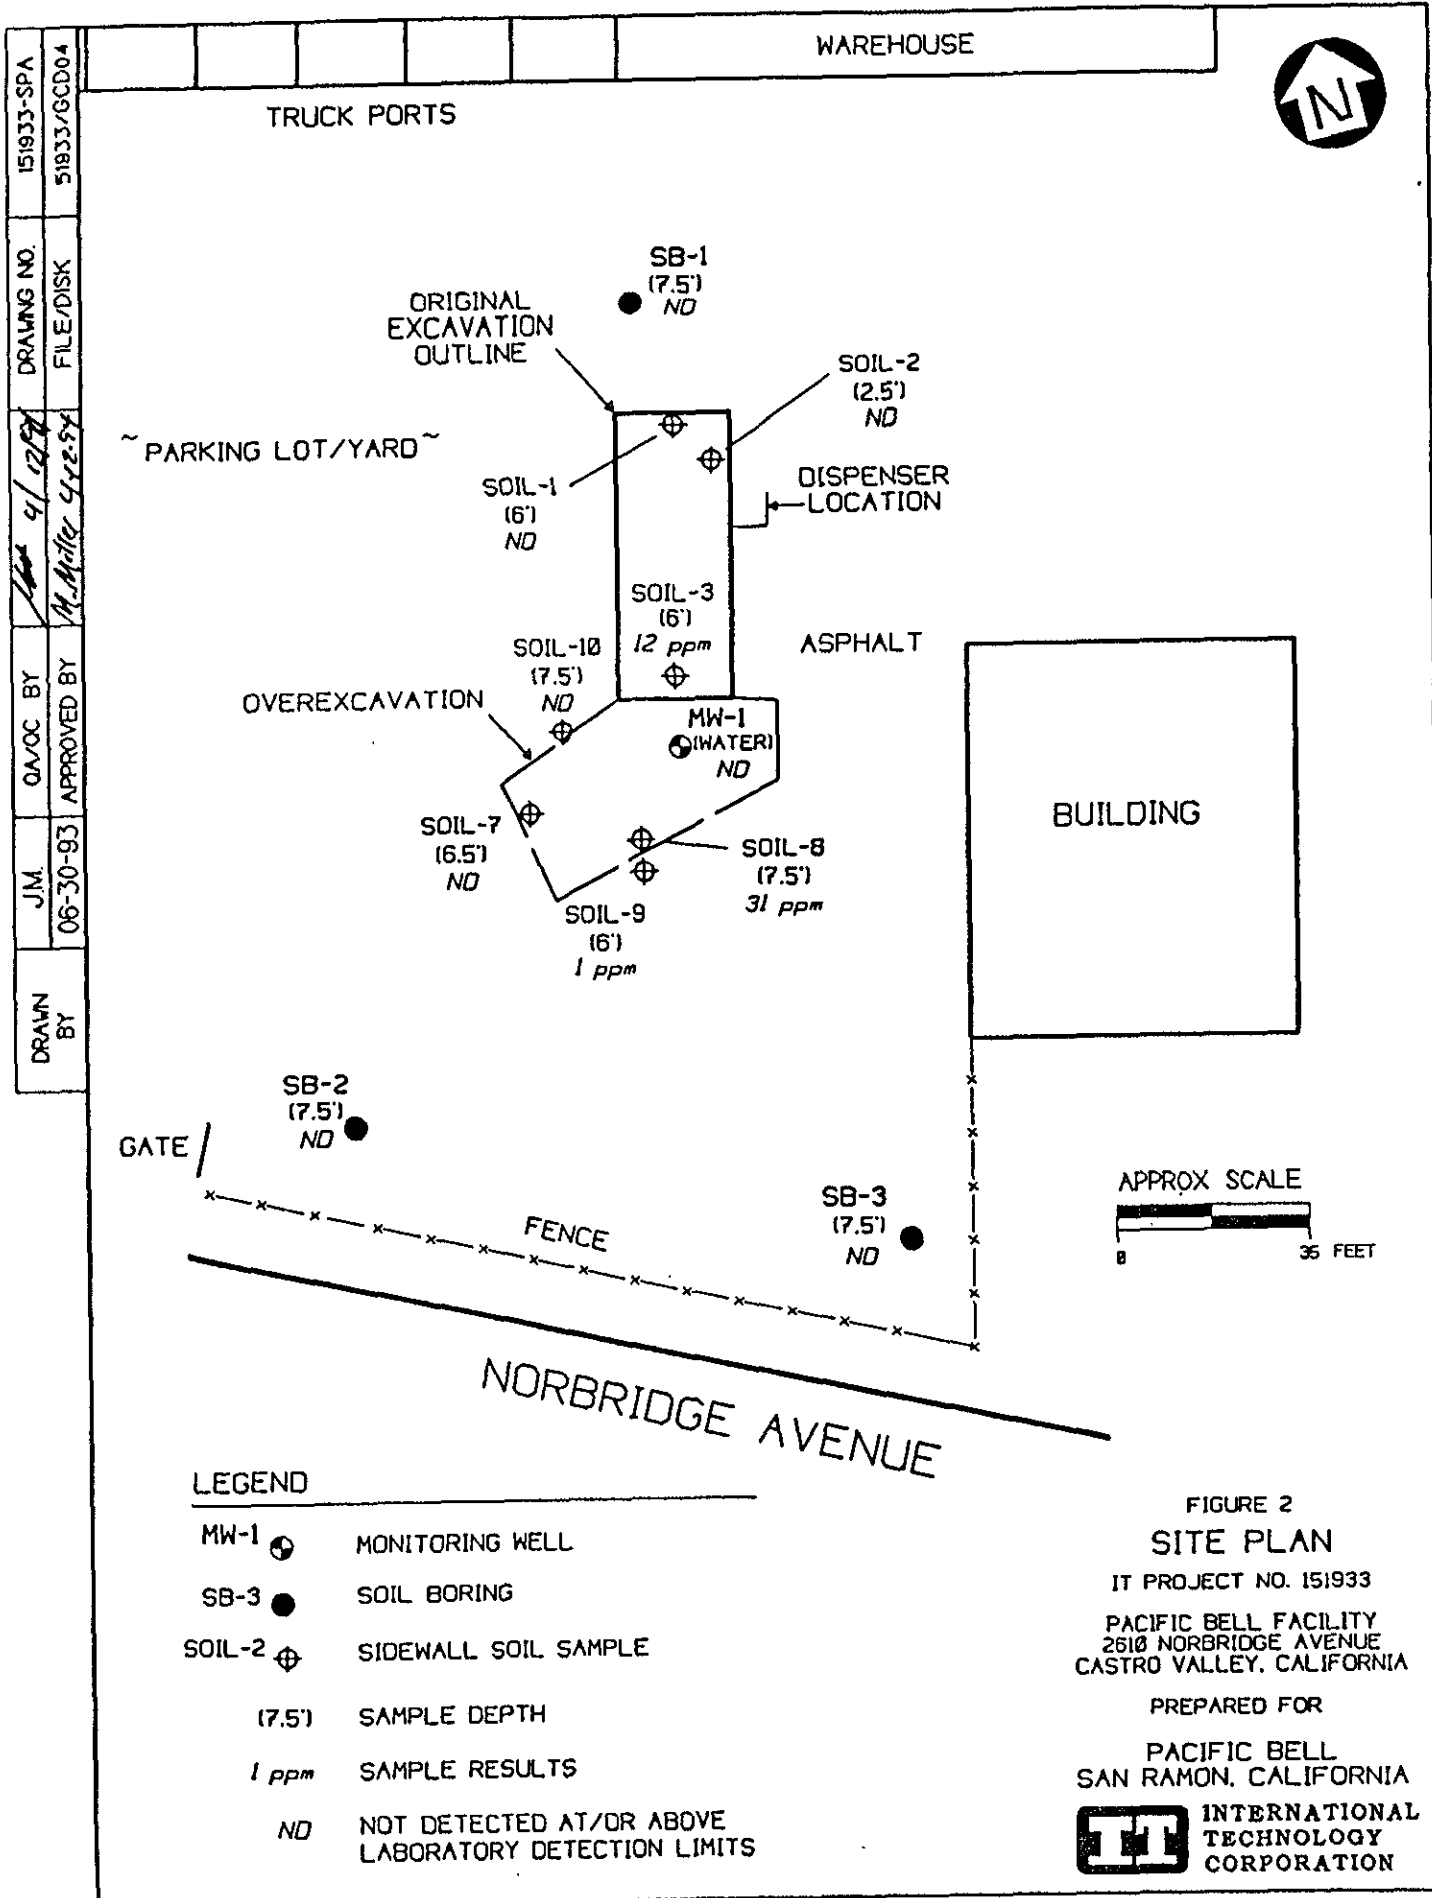 WAREHOUSE
TRUCK PORTS
N
151933-SPA
51933/GCD04
DRAWING NO.
FILE/DISK
4/12/94
M. Miller 4-12-94
QA/QC BY
APPROVED BY
J.M.
06-30-93
DRAWN
BY
SB-1
(7.5')
ND
ORIGINAL
EXCAVATION
OUTLINE
SOIL-2
(2.5')
ND
~PARKING LOT/YARD~
SOIL-1
(6')
ND
DISPENSER
LOCATION
SOIL-3
(6')
12 ppm
ASPHALT
SOIL-10
(7.5')
ND
OVEREXCAVATION
MW-1
(WATER)
ND
BUILDING
SOIL-7
(6.5')
ND
SOIL-8
(7.5')
31 ppm
SOIL-9
(6')
1 ppm
SB-2
(7.5')
ND
GATE
SB-3
(7.5')
ND
APPROX SCALE
0 35 FEET
FENCE
NORBRIDGE AVENUE
LEGEND
MW-1 MONITORING WELL
SB-3 SOIL BORING
SOIL-2 SIDEWALL SOIL SAMPLE
(7.5') SAMPLE DEPTH
1 ppm SAMPLE RESULTS
ND NOT DETECTED AT/OR ABOVE
LABORATORY DETECTION LIMITS
FIGURE 2
SITE PLAN
IT PROJECT NO. 151933
PACIFIC BELL FACILITY
2610 NORBRIDGE AVENUE
CASTRO VALLEY, CALIFORNIA
PREPARED FOR
PACIFIC BELL
SAN RAMON, CALIFORNIA
IT
INTERNATIONAL
TECHNOLOGY
CORPORATION